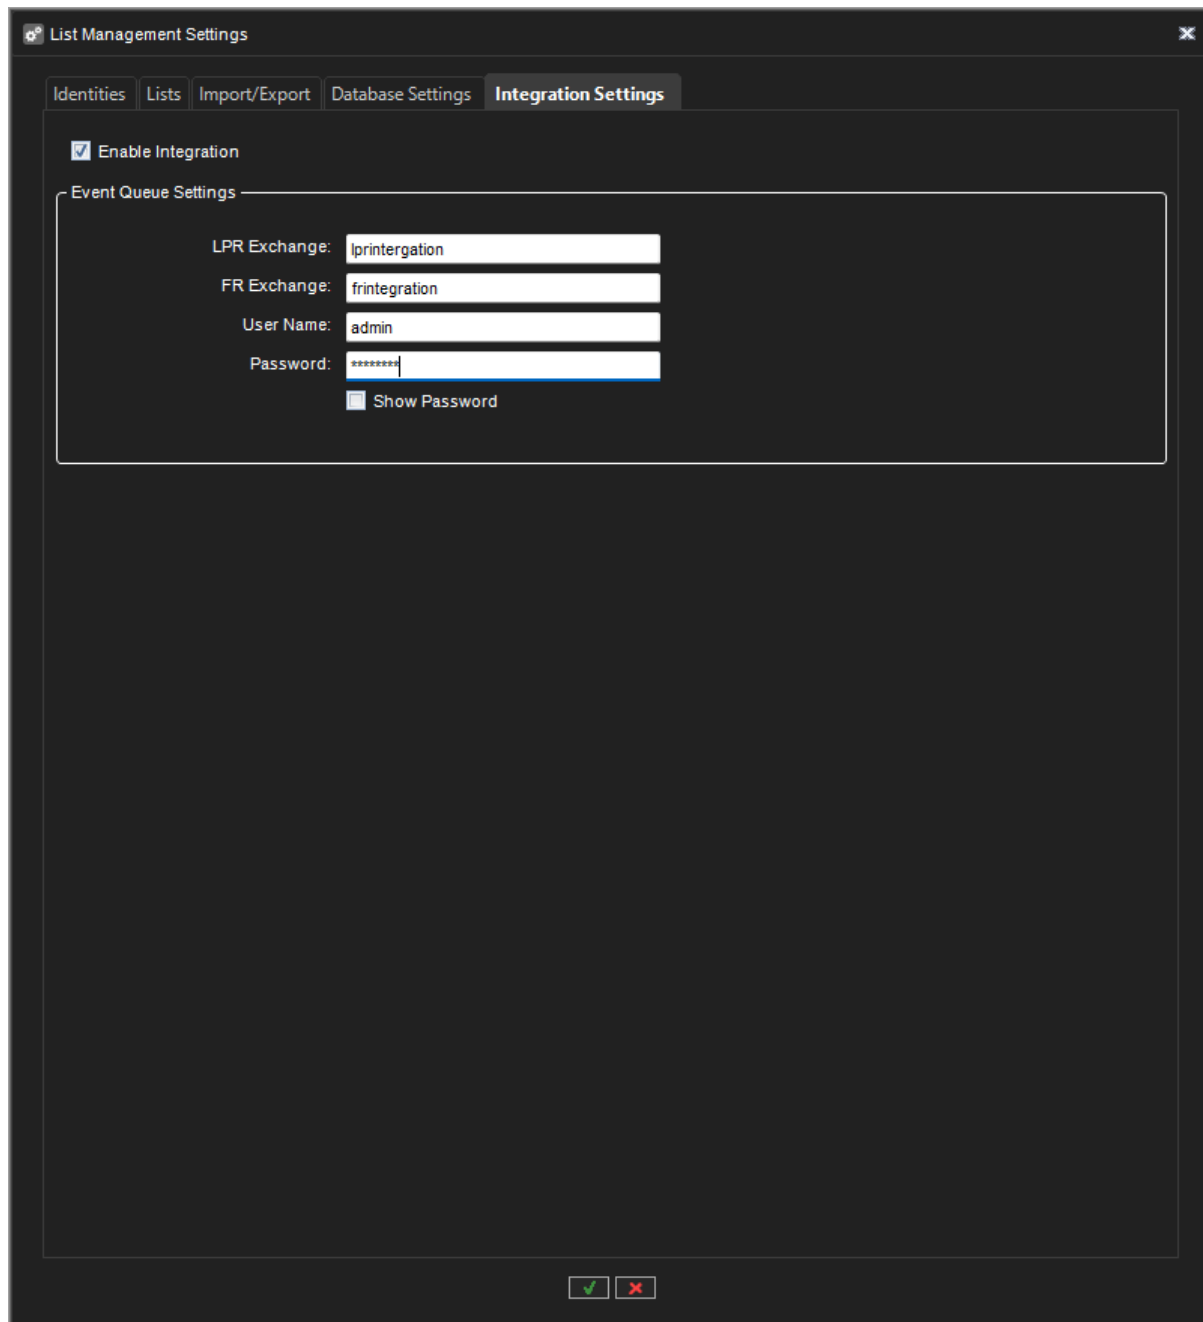 List Management Settings
Identities Lists Import/Export Database Settings Integration Settings
Enable Integration
Event Queue Settings
LPR Exchange: lprintergation
FR Exchange: frintegration
User Name: admin
Password: ********
Show Password